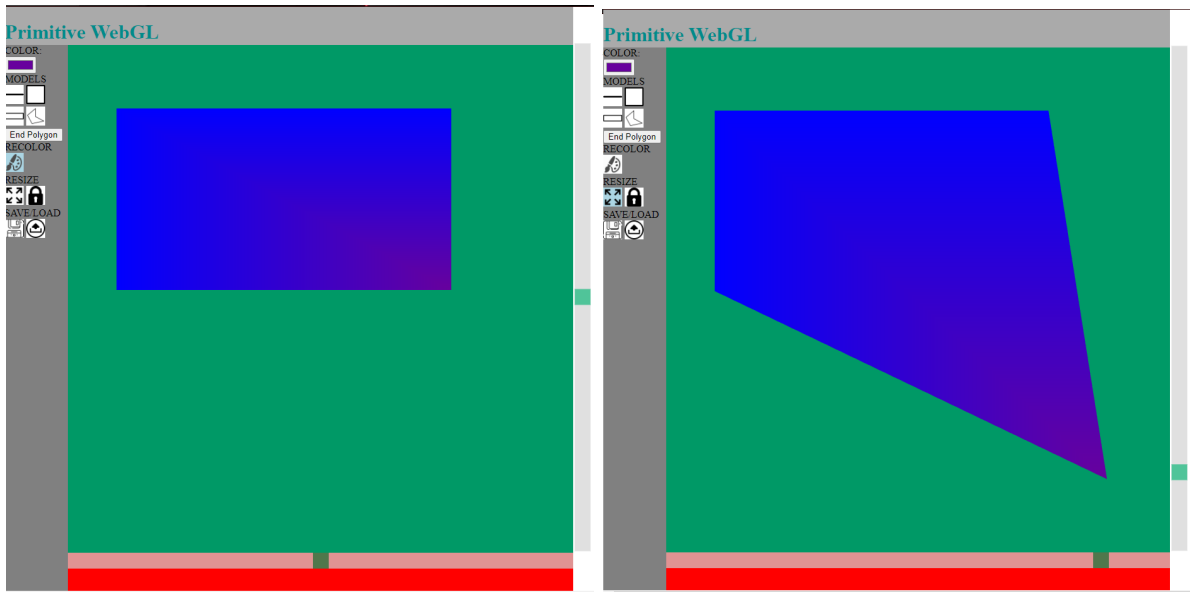 Primitive WebGL
COLOR:
MODELS
End Polygon
RECOLOR
RESIZE
SAVE/LOAD
Primitive WebGL
COLOR:
MODELS
End Polygon
RECOLOR
RESIZE
SAVE/LOAD